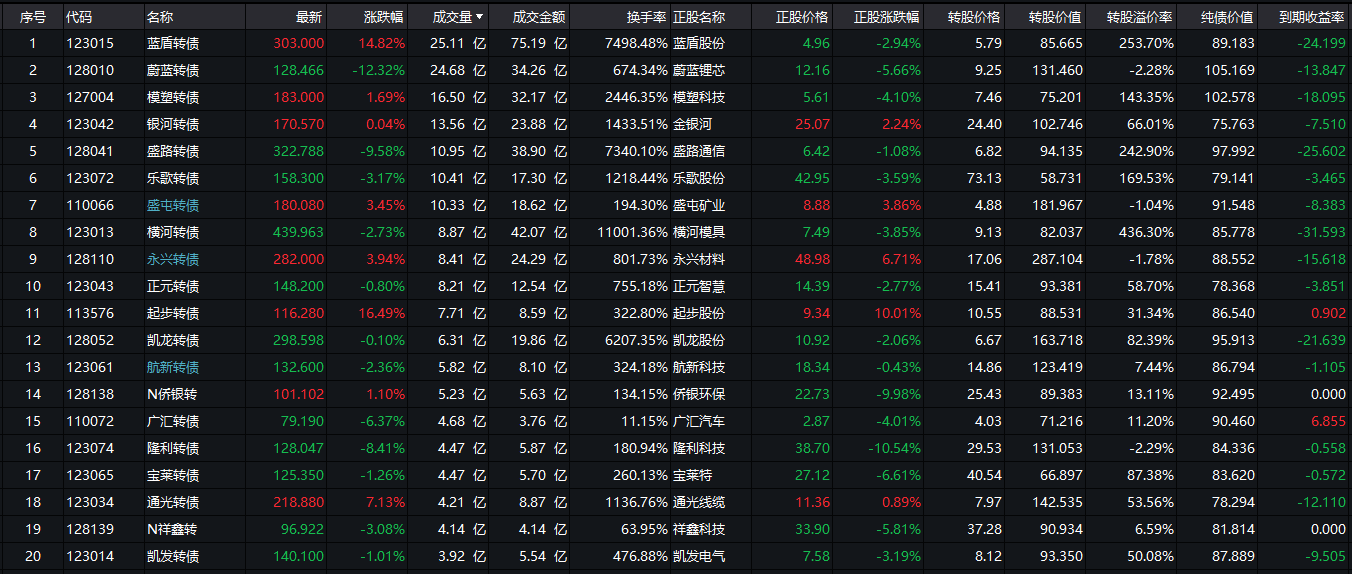 序号 代码 名称 最新 涨跌幅 成交量▼ 成交金额 换手率 正股名称 正股价格 正股涨跌幅 转股价格 转股价值 转股溢价率 纯债价值 到期收益率
1 123015 蓝盾转债 303.000 14.82% 25.11 亿 75.19 亿 7498.48% 蓝盾股份 4.96 -2.94% 5.79 85.665 253.70% 89.183 -24.199
2 128010 蔚蓝转债 128.466 -12.32% 24.68 亿 34.26 亿 674.34% 蔚蓝锂芯 12.16 -5.66% 9.25 131.460 -2.28% 105.169 -13.847
3 127004 模塑转债 183.000 1.69% 16.50 亿 32.17 亿 2446.35% 模塑科技 5.61 -4.10% 7.46 75.201 143.35% 102.578 -18.095
4 123042 银河转债 170.570 0.04% 13.56 亿 23.88 亿 1433.51% 金银河 25.07 2.24% 24.40 102.746 66.01% 75.763 -7.510
5 128041 盛路转债 322.788 -9.58% 10.95 亿 38.90 亿 7340.10% 盛路通信 6.42 -1.08% 6.82 94.135 242.90% 97.992 -25.602
6 123072 乐歌转债 158.300 -3.17% 10.41 亿 17.30 亿 1218.44% 乐歌股份 42.95 -3.59% 73.13 58.731 169.53% 79.141 -3.465
7 110066 盛屯转债 180.080 3.45% 10.33 亿 18.62 亿 194.30% 盛屯矿业 8.88 3.86% 4.88 181.967 -1.04% 91.548 -8.383
8 123013 横河转债 439.963 -2.73% 8.87 亿 42.07 亿 11001.36% 横河模具 7.49 -3.85% 9.13 82.037 436.30% 85.778 -31.593
9 128110 永兴转债 282.000 3.94% 8.41 亿 24.29 亿 801.73% 永兴材料 48.98 6.71% 17.06 287.104 -1.78% 88.552 -15.618
10 123043 正元转债 148.200 -0.80% 8.21 亿 12.54 亿 755.18% 正元智慧 14.39 -2.77% 15.41 93.381 58.70% 78.368 -3.851
11 113576 起步转债 116.280 16.49% 7.71 亿 8.59 亿 322.80% 起步股份 9.34 10.01% 10.55 88.531 31.34% 86.540 0.902
12 128052 凯龙转债 298.598 -0.10% 6.31 亿 19.86 亿 6207.35% 凯龙股份 10.92 -2.06% 6.67 163.718 82.39% 95.913 -21.639
13 123061 航新转债 132.600 -2.36% 5.82 亿 8.10 亿 324.18% 航新科技 18.34 -0.43% 14.86 123.419 7.44% 86.794 -1.105
14 128138 N侨银转 101.102 1.10% 5.23 亿 5.63 亿 134.15% 侨银环保 22.73 -9.98% 25.43 89.383 13.11% 92.495 0.000
15 110072 广汇转债 79.190 -6.37% 4.68 亿 3.76 亿 11.15% 广汇汽车 2.87 -4.01% 4.03 71.216 11.20% 90.460 6.855
16 123074 隆利转债 128.047 -8.41% 4.47 亿 5.87 亿 180.94% 隆利科技 38.70 -10.54% 29.53 131.053 -2.29% 84.336 -0.558
17 123065 宝莱转债 125.350 -1.26% 4.47 亿 5.70 亿 260.13% 宝莱特 27.12 -6.61% 40.54 66.897 87.38% 83.620 -0.572
18 123034 通光转债 218.880 7.13% 4.21 亿 8.87 亿 1136.76% 通光线缆 11.36 0.89% 7.97 142.535 53.56% 78.294 -12.110
19 128139 N祥鑫转 96.922 -3.08% 4.14 亿 4.14 亿 63.95% 祥鑫科技 33.90 -5.81% 37.28 90.934 6.59% 81.814 0.000
20 123014 凯发转债 140.100 -1.01% 3.92 亿 5.54 亿 476.88% 凯发电气 7.58 -3.19% 8.12 93.350 50.08% 87.889 -9.505